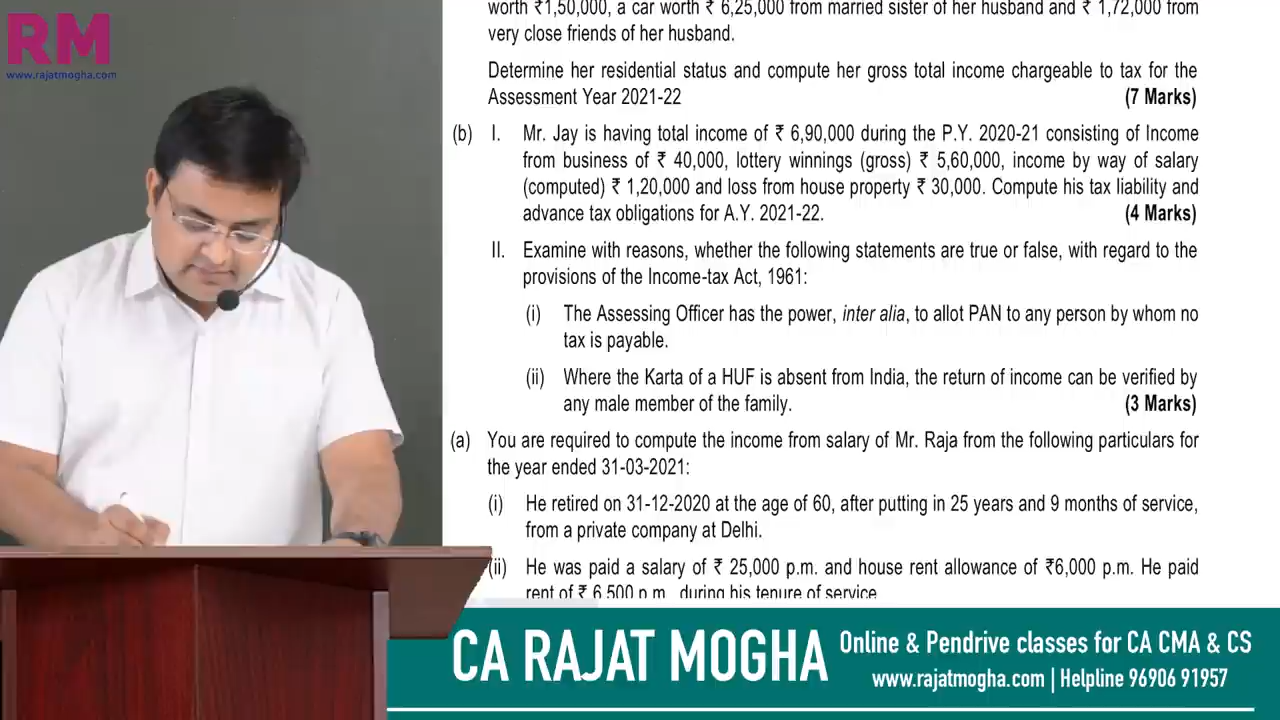 RM
www.rajatmogha.com
worth ₹1,50,000, a car worth ₹ 6,25,000 from married sister of her husband and ₹ 1,72,000 from
very close friends of her husband.
Determine her residential status and compute her gross total income chargeable to tax for the
Assessment Year 2021-22 (7 Marks)
(b) I. Mr. Jay is having total income of ₹ 6,90,000 during the P.Y. 2020-21 consisting of Income
from business of ₹ 40,000, lottery winnings (gross) ₹ 5,60,000, income by way of salary
(computed) ₹ 1,20,000 and loss from house property ₹ 30,000. Compute his tax liability and
advance tax obligations for A.Y. 2021-22. (4 Marks)
II. Examine with reasons, whether the following statements are true or false, with regard to the
provisions of the Income-tax Act, 1961:
(i) The Assessing Officer has the power, inter alia, to allot PAN to any person by whom no
tax is payable.
(ii) Where the Karta of a HUF is absent from India, the return of income can be verified by
any male member of the family. (3 Marks)
(a) You are required to compute the income from salary of Mr. Raja from the following particulars for
the year ended 31-03-2021:
(i) He retired on 31-12-2020 at the age of 60, after putting in 25 years and 9 months of service,
from a private company at Delhi.
(ii) He was paid a salary of ₹ 25,000 p.m. and house rent allowance of ₹6,000 p.m. He paid
rent of ₹ 6,500 p.m. during his tenure of service
CA RAJAT MOGHA
Online & Pendrive classes for CA CMA & CS
www.rajatmogha.com | Helpline 96906 91957